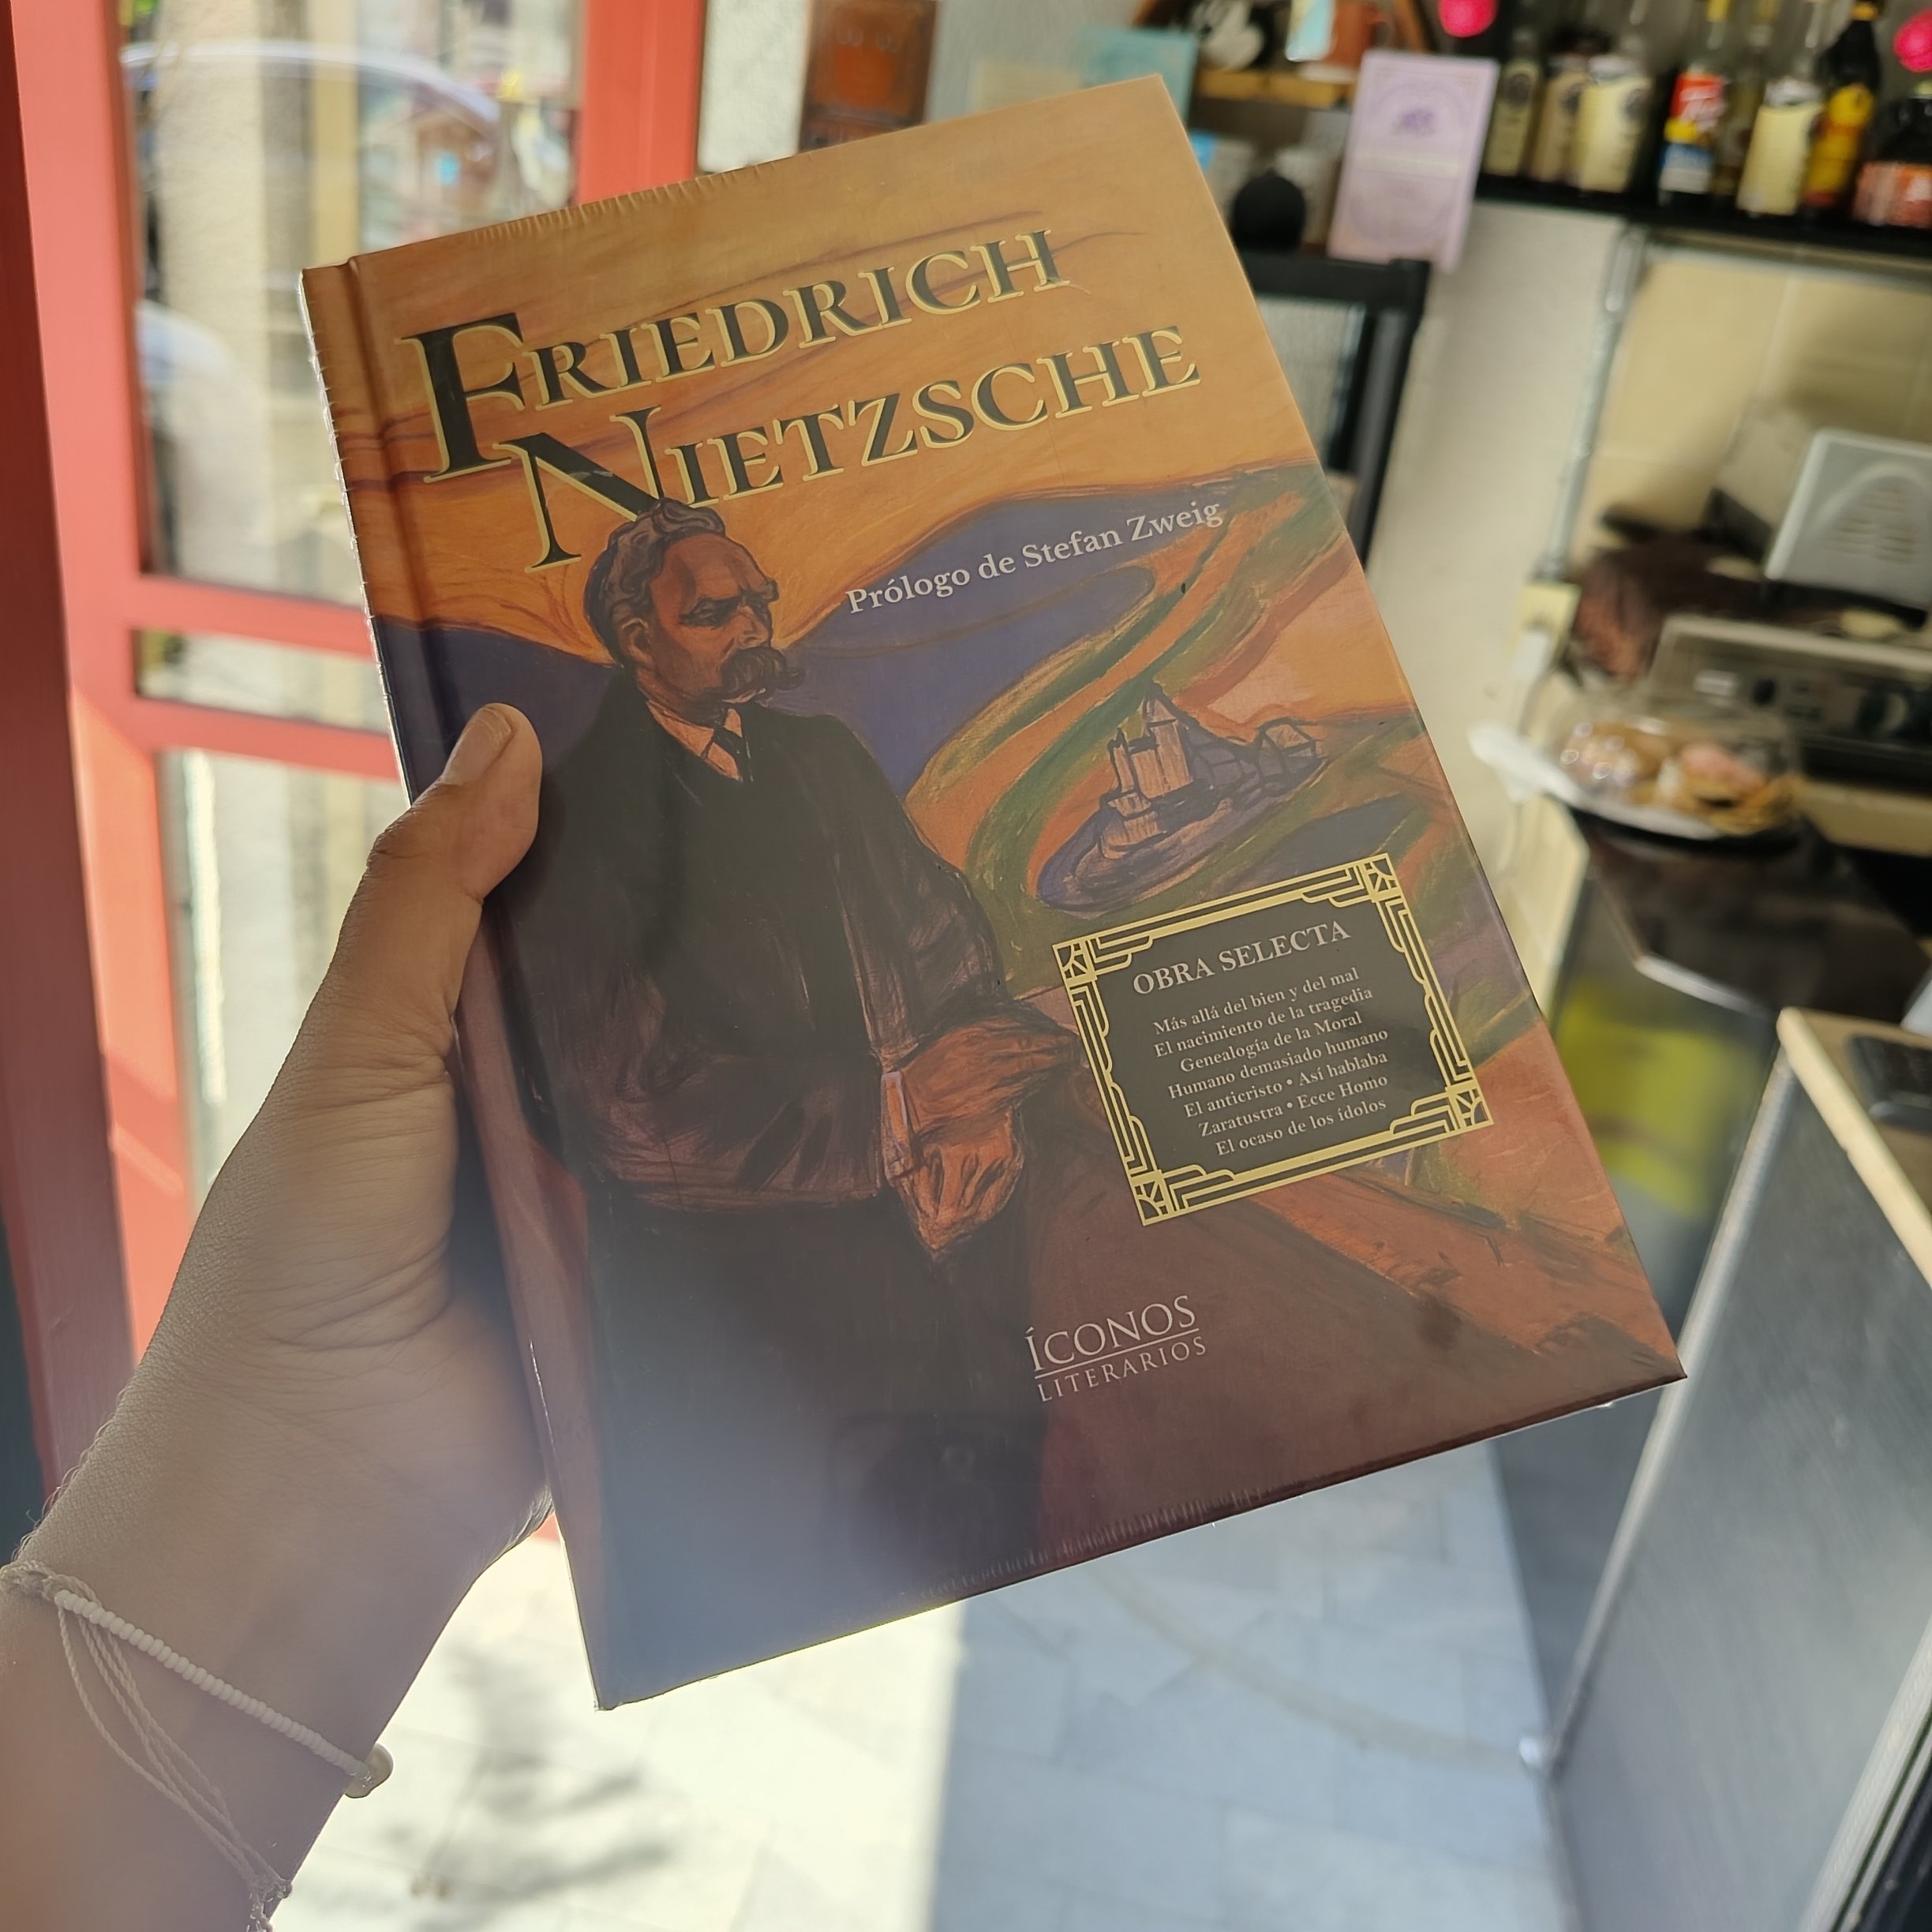 FRIEDRICH
NIETZSCHE
Prólogo de Stefan Zweig
OBRA SELECTA
Más allá del bien y del mal
El nacimiento de la tragedia
Genealogía de la Moral
Humano demasiado humano
El anticristo • Así hablaba
Zaratustra • Ecce Homo
El ocaso de los ídolos
ÍCONOS
LITERARIOS